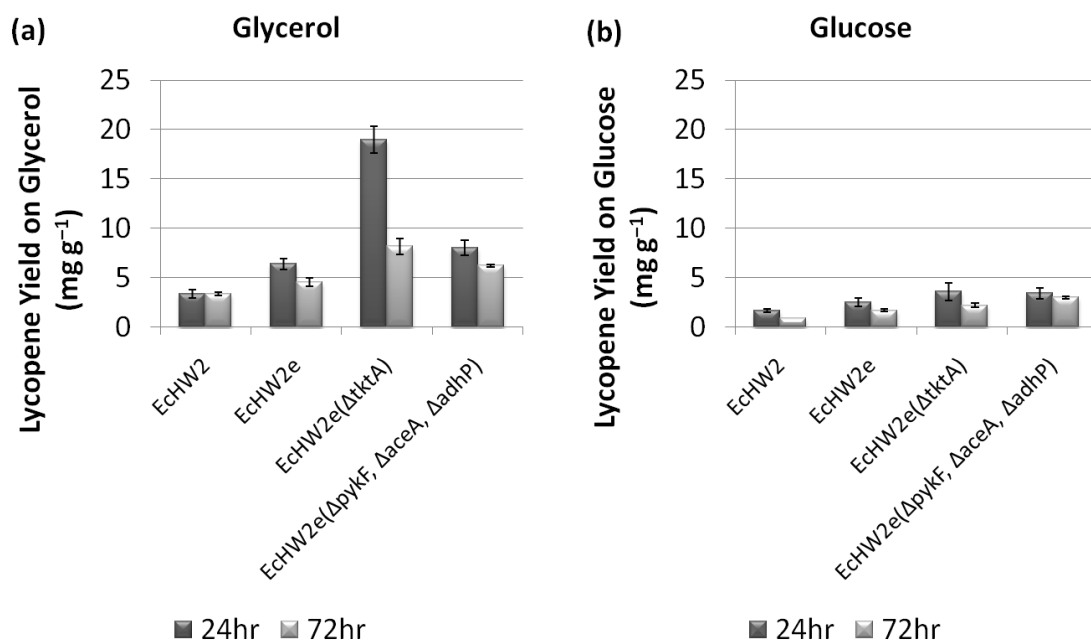 (a)
Glycerol
Lycopene Yield on Glycerol
(mg g⁻¹)
25
20
15
10
5
0
EcHW2
EcHW2e
EcHW2e(ΔtktA)
EcHW2e(ΔpykF, ΔaceA, ΔadhP)
24hr 72hr
(b)
Glucose
Lycopene Yield on Glucose
(mg g⁻¹)
25
20
15
10
5
0
EcHW2
EcHW2e
EcHW2e(ΔtktA)
EcHW2e(ΔpykF, ΔaceA, ΔadhP)
24hr 72hr